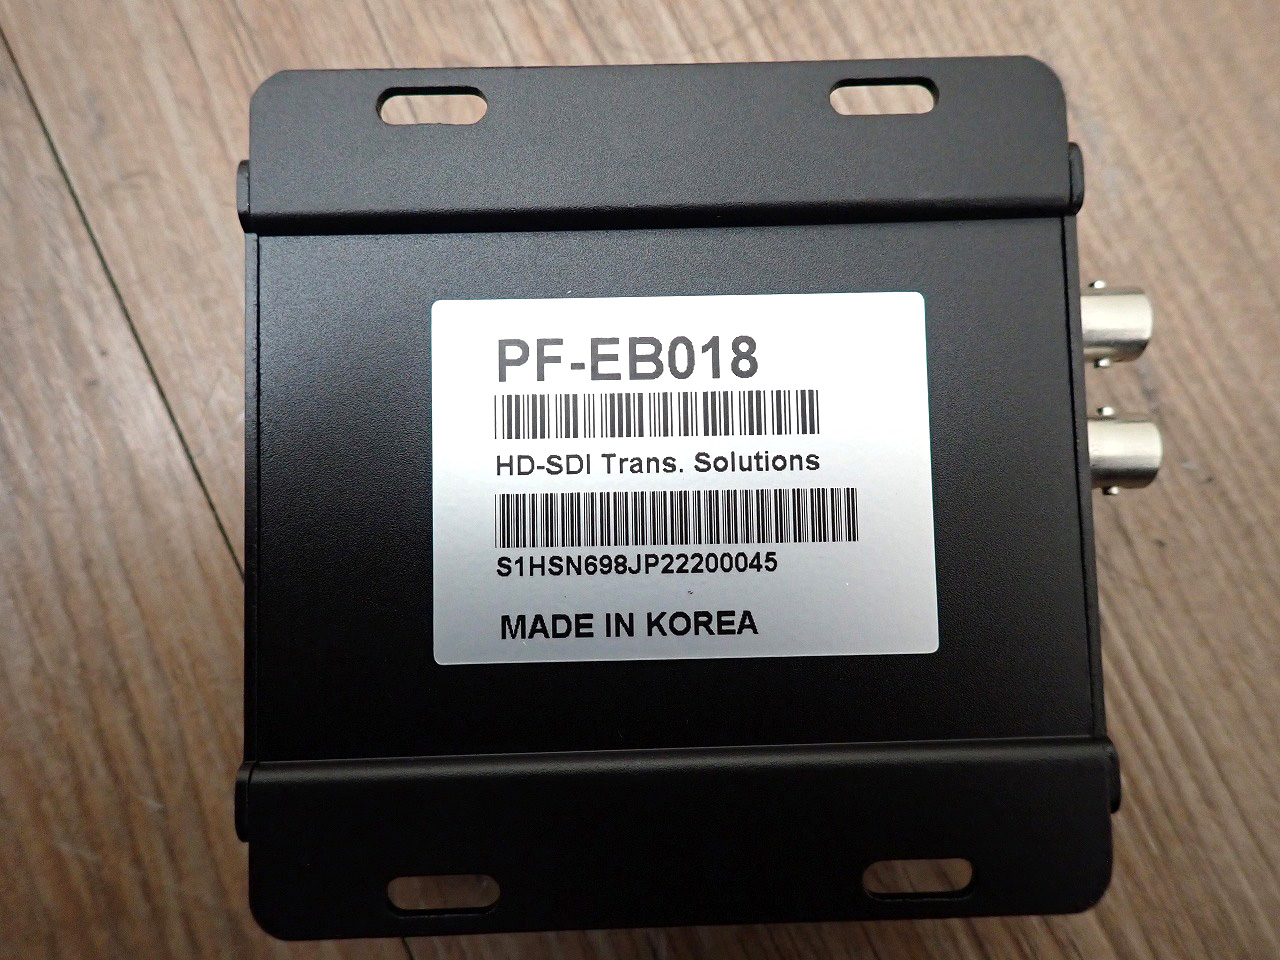 PF-EB018
HD-SDI Trans. Solutions
S1HSN698JP22200045
MADE IN KOREA